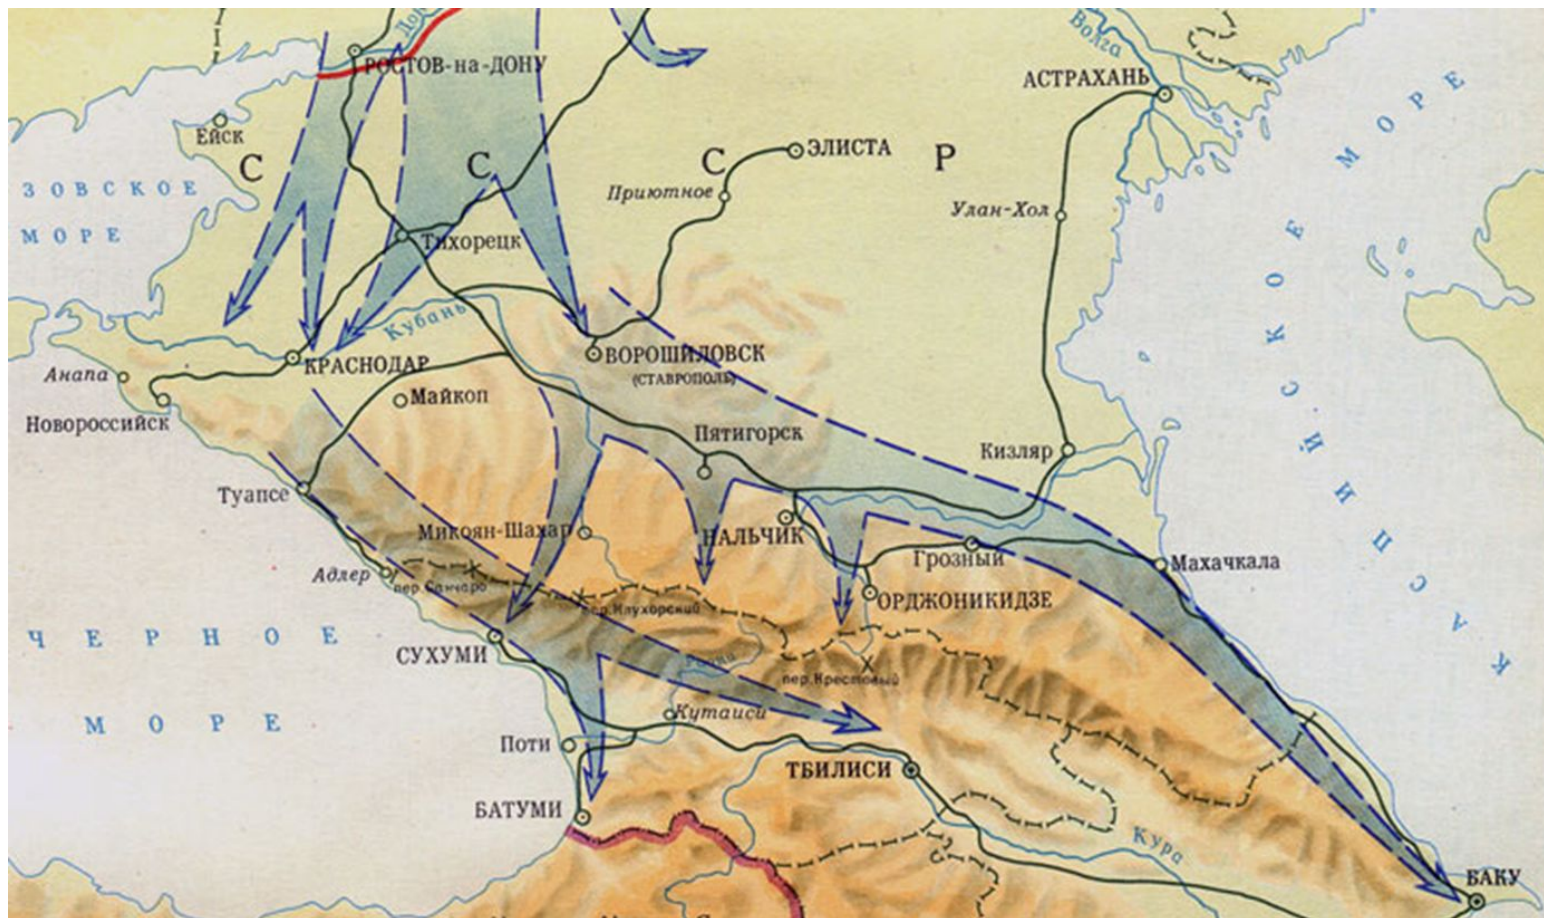 Дон
Волга
РОСТОВ-на-ДОНУ
АСТРАХАНЬ
Ейск
С С С Р
ЭЛИСТА
ЗОВСКОЕ
МОРЕ
Приютное
Улан-Хол
Тихорецк
Кубань
КАСПИЙСКОЕ МОРЕ
КРАСНОДАР
ВОРОШИЛОВСК
(СТАВРОПОЛЬ)
Анапа
Майкоп
Новороссийск
Пятигорск
Кизляр
Туапсе
Микоян-Шахар
НАЛЬЧИК
Грозный
Махачкала
Адлер
пер. Санчаро
пер. Клухорский
ОРДЖОНИКИДЗЕ
ЧЕРНОЕ
МОРЕ
СУХУМИ
Риони
пер. Крестовый
Кутаиси
Поти
ТБИЛИСИ
БАТУМИ
Кура
БАКУ